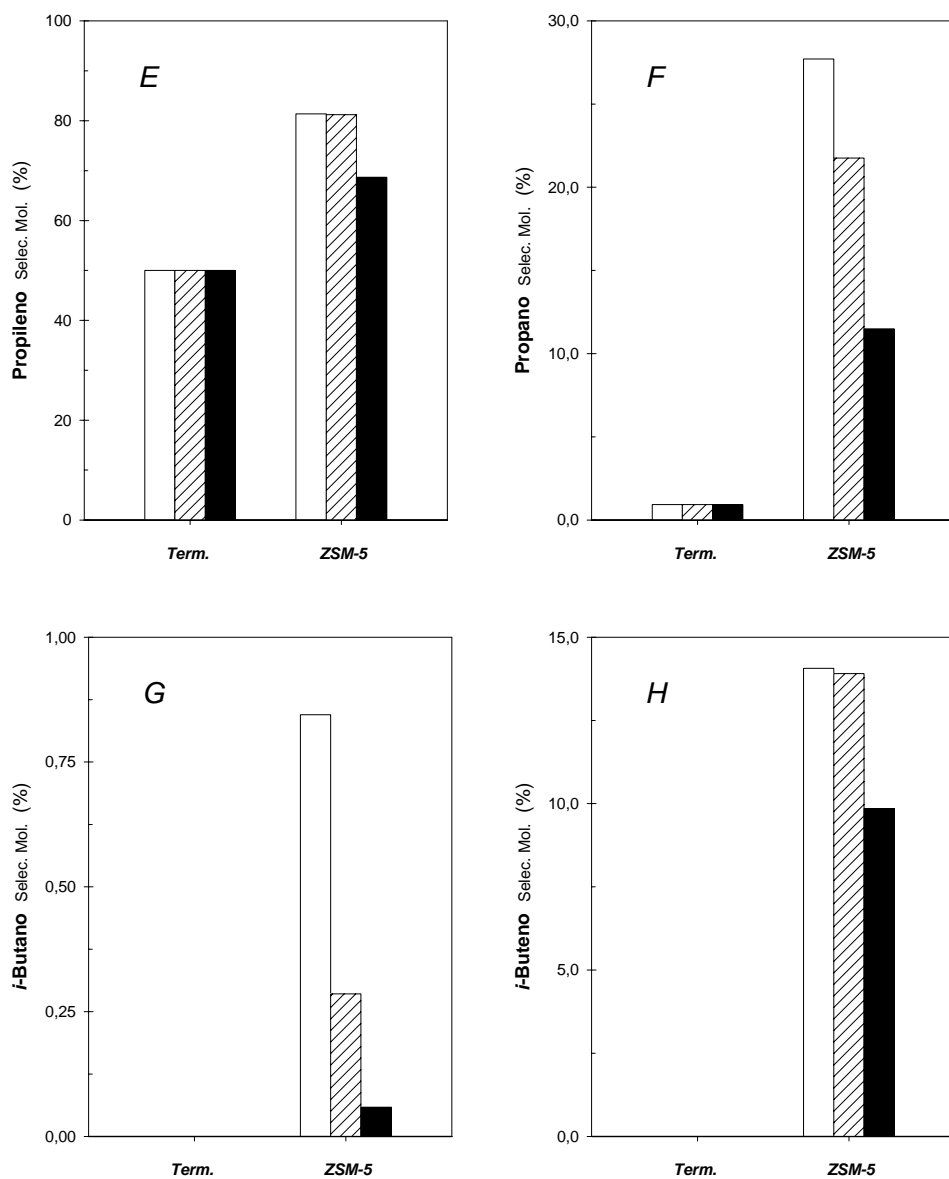 E
Propileno Selec. Mol. (%)
100
80
60
40
20
0
Term. ZSM-5
F
Propano Selec. Mol. (%)
30,0
20,0
10,0
0,0
Term. ZSM-5
G
i-Butano Selec. Mol. (%)
1,00
0,75
0,50
0,25
0,00
Term. ZSM-5
H
i-Buteno Selec. Mol. (%)
15,0
10,0
5,0
0,0
Term. ZSM-5